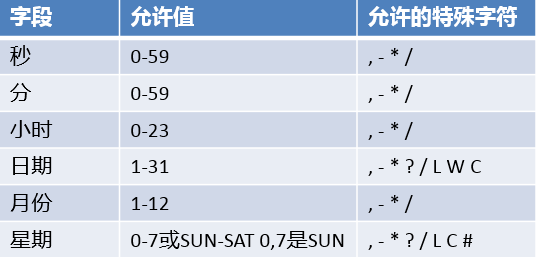 字段 允许值 允许的特殊字符
秒 0-59 , - * /
分 0-59 , - * /
小时 0-23 , - * /
日期 1-31 , - * ? / L W C
月份 1-12 , - * /
星期 0-7或SUN-SAT 0,7是SUN , - * ? / L C #